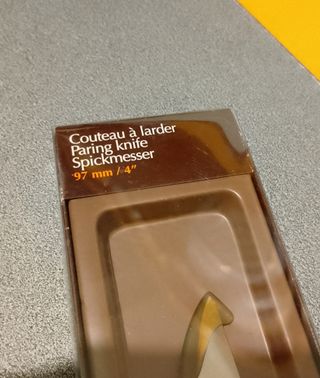 Couteau à larder
Paring knife
Spickmesser
97 mm / 4"